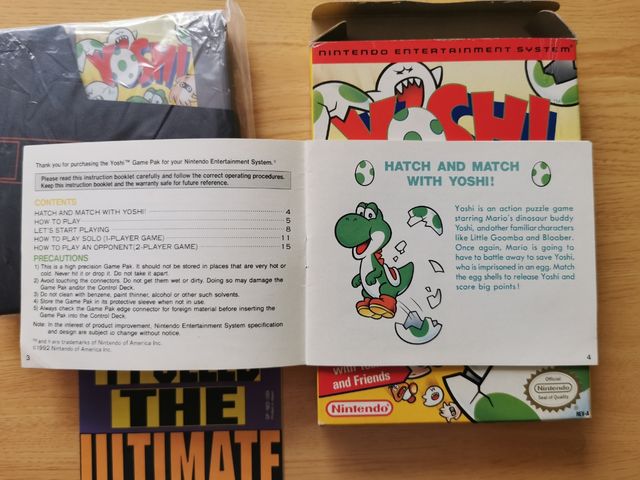 YOSHI
NINTENDO ENTERTAINMENT SYSTEM®
YOSHI
Thank you for purchasing the Yoshi™ Game Pak for your Nintendo Entertainment System.®
Please read this instruction booklet carefully and follow the correct operating procedures.
Keep this instruction booklet and the warranty safe for future reference.
CONTENTS
HATCH AND MATCH WITH YOSHI! 4
HOW TO PLAY 5
LET'S START PLAYING 8
HOW TO PLAY SOLO (1-PLAYER GAME) 11
HOW TO PLAY AN OPPONENT(2-PLAYER GAME) 15
PRECAUTIONS
1) This is a high precision Game Pak. It should not be stored in places that are very hot or
cold. Never hit or drop it. Do not take it apart.
2) Avoid touching the connectors. Do not get them wet or dirty. Doing so may damage the
Game Pak and/or the Control Deck.
3) Do not clean with benzene, paint thinner, alcohol or other such solvents.
4) Store the Game Pak in its protective sleeve when not in use.
5) Always check the Game Pak edge connector for foreign material before inserting the
Game Pak into the Control Deck.
Note: In the interest of product improvement, Nintendo Entertainment System specification
and design are subject to change without notice.
™and ® are trademarks of Nintendo of America Inc.
©1992 Nintendo of America Inc.
3
HATCH AND MATCH
WITH YOSHI!
Yoshi is an action puzzle game
starring Mario's dinosaur buddy
Yoshi, and other familiar characters
like Little Goomba and Bloober.
Once again, Mario is going to
have to battle away to save Yoshi,
who is imprisoned in an egg. Match
the egg shells to release Yoshi and
score big points!
4
THE
ULTIMATE
and Friends
Nintendo
Official
Nintendo
Seal of Quality
REV-A